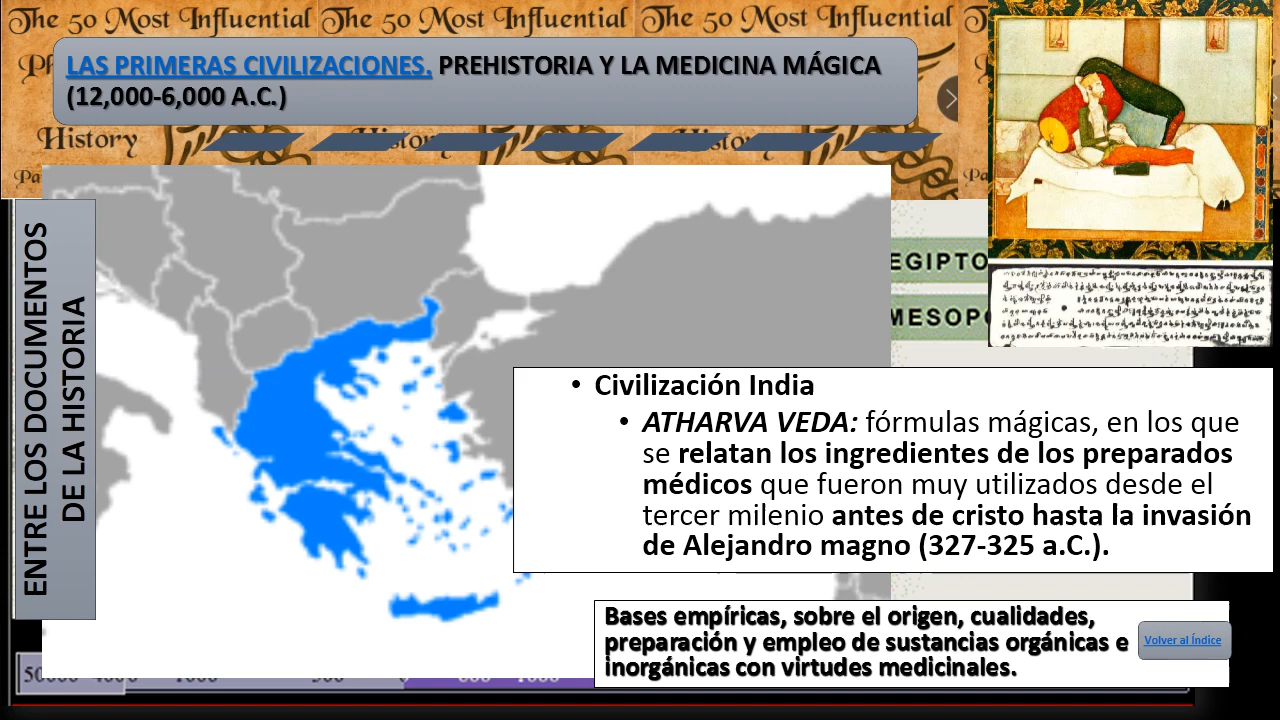 The 50 Most Influential The 50 Most Influential The 50 Most Influential
LAS PRIMERAS CIVILIZACIONES. PREHISTORIA Y LA MEDICINA MÁGICA
(12,000-6,000 A.C.)
History
ENTRE LOS DOCUMENTOS
DE LA HISTORIA
EGIPTO
MESOPO
• Civilización India
• ATHARVA VEDA: fórmulas mágicas, en los que
se relatan los ingredientes de los preparados
médicos que fueron muy utilizados desde el
tercer milenio antes de cristo hasta la invasión
de Alejandro magno (327-325 a.C.).
Bases empíricas, sobre el origen, cualidades,
preparación y empleo de sustancias orgánicas e
inorgánicas con virtudes medicinales.
Volver al Índice